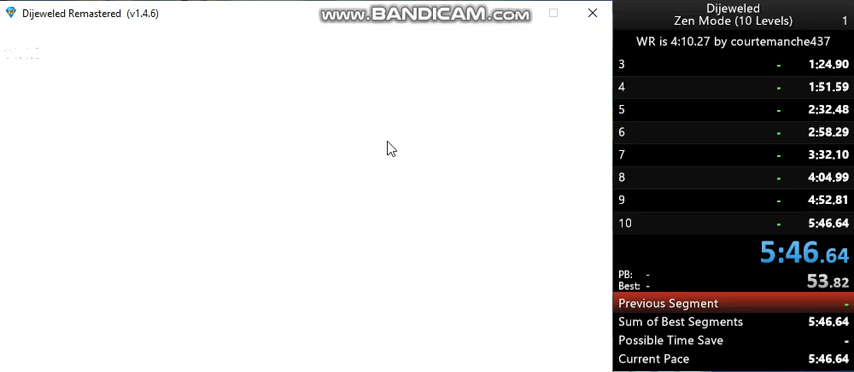 Dijeweled Remastered (v1.4.6)
www.BANDICAM.com
Dijeweled
Zen Mode (10 Levels) 1
WR is 4:10.27 by courtemanche437
3 - 1:24.90
4 - 1:51.59
5 - 2:32.48
6 - 2:58.29
7 - 3:32.10
8 - 4:04.99
9 - 4:52.81
10 - 5:46.64
5:46.64
PB: -
Best: -
53.82
Previous Segment -
Sum of Best Segments 5:46.64
Possible Time Save -
Current Pace 5:46.64